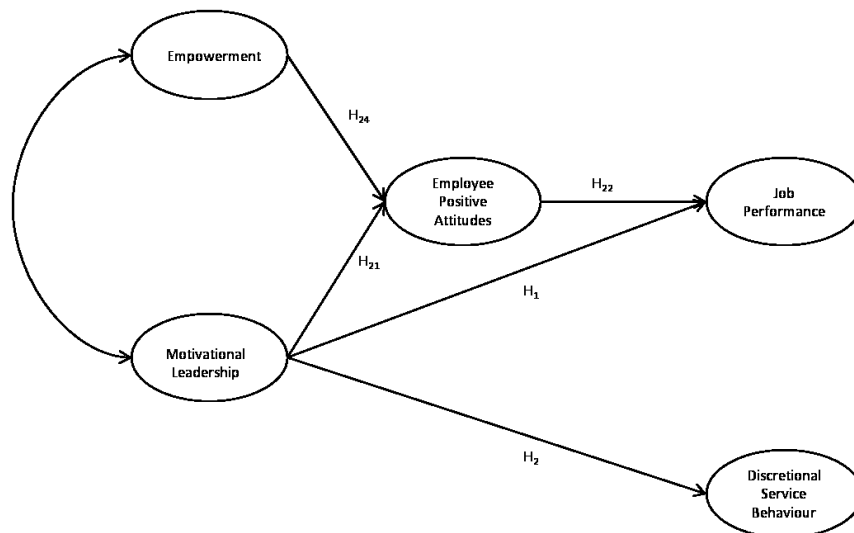 Empowerment
H24
Employee
Positive
Attitudes
H22
Job
Performance
H21
H1
Motivational
Leadership
H2
Discretional
Service
Behaviour